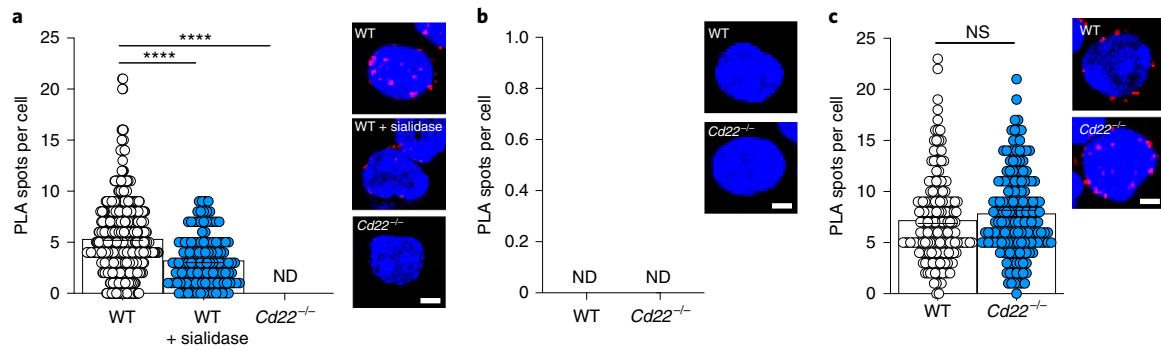 a
PLA spots per cell
25
20
15
10
5
0
****
****
ND
WT
WT
+ sialidase
Cd22−/−
WT
WT + sialidase
Cd22−/−
b
PLA spots per cell
1.0
0.8
0.6
0.4
0.2
0
ND
ND
WT
Cd22−/−
WT
Cd22−/−
c
PLA spots per cell
25
20
15
10
5
0
NS
WT
Cd22−/−
WT
Cd22−/−